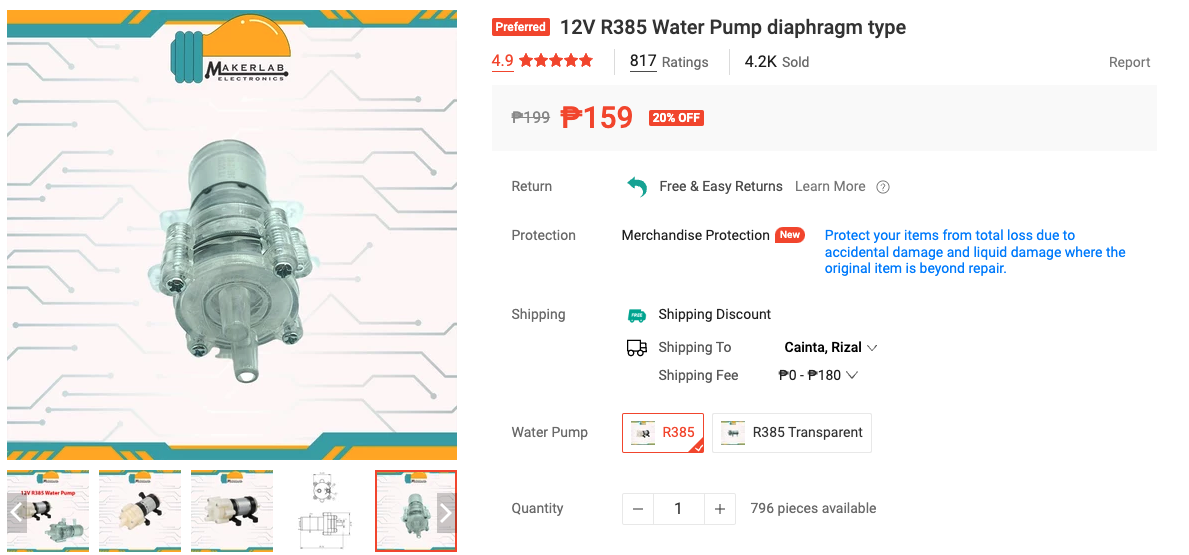 MAKERLAB
ELECTRONICS
12V R385 Water Pump
Preferred 12V R385 Water Pump diaphragm type
4.9 817 Ratings 4.2K Sold Report
₱199 ₱159 20% OFF
Return Free & Easy Returns Learn More ?
Protection Merchandise Protection New Protect your items from total loss due to
accidental damage and liquid damage where the
original item is beyond repair.
Shipping FREE Shipping Discount
Shipping To Cainta, Rizal
Shipping Fee ₱0 - ₱180
Water Pump R385 R385 Transparent
Quantity − 1 + 796 pieces available